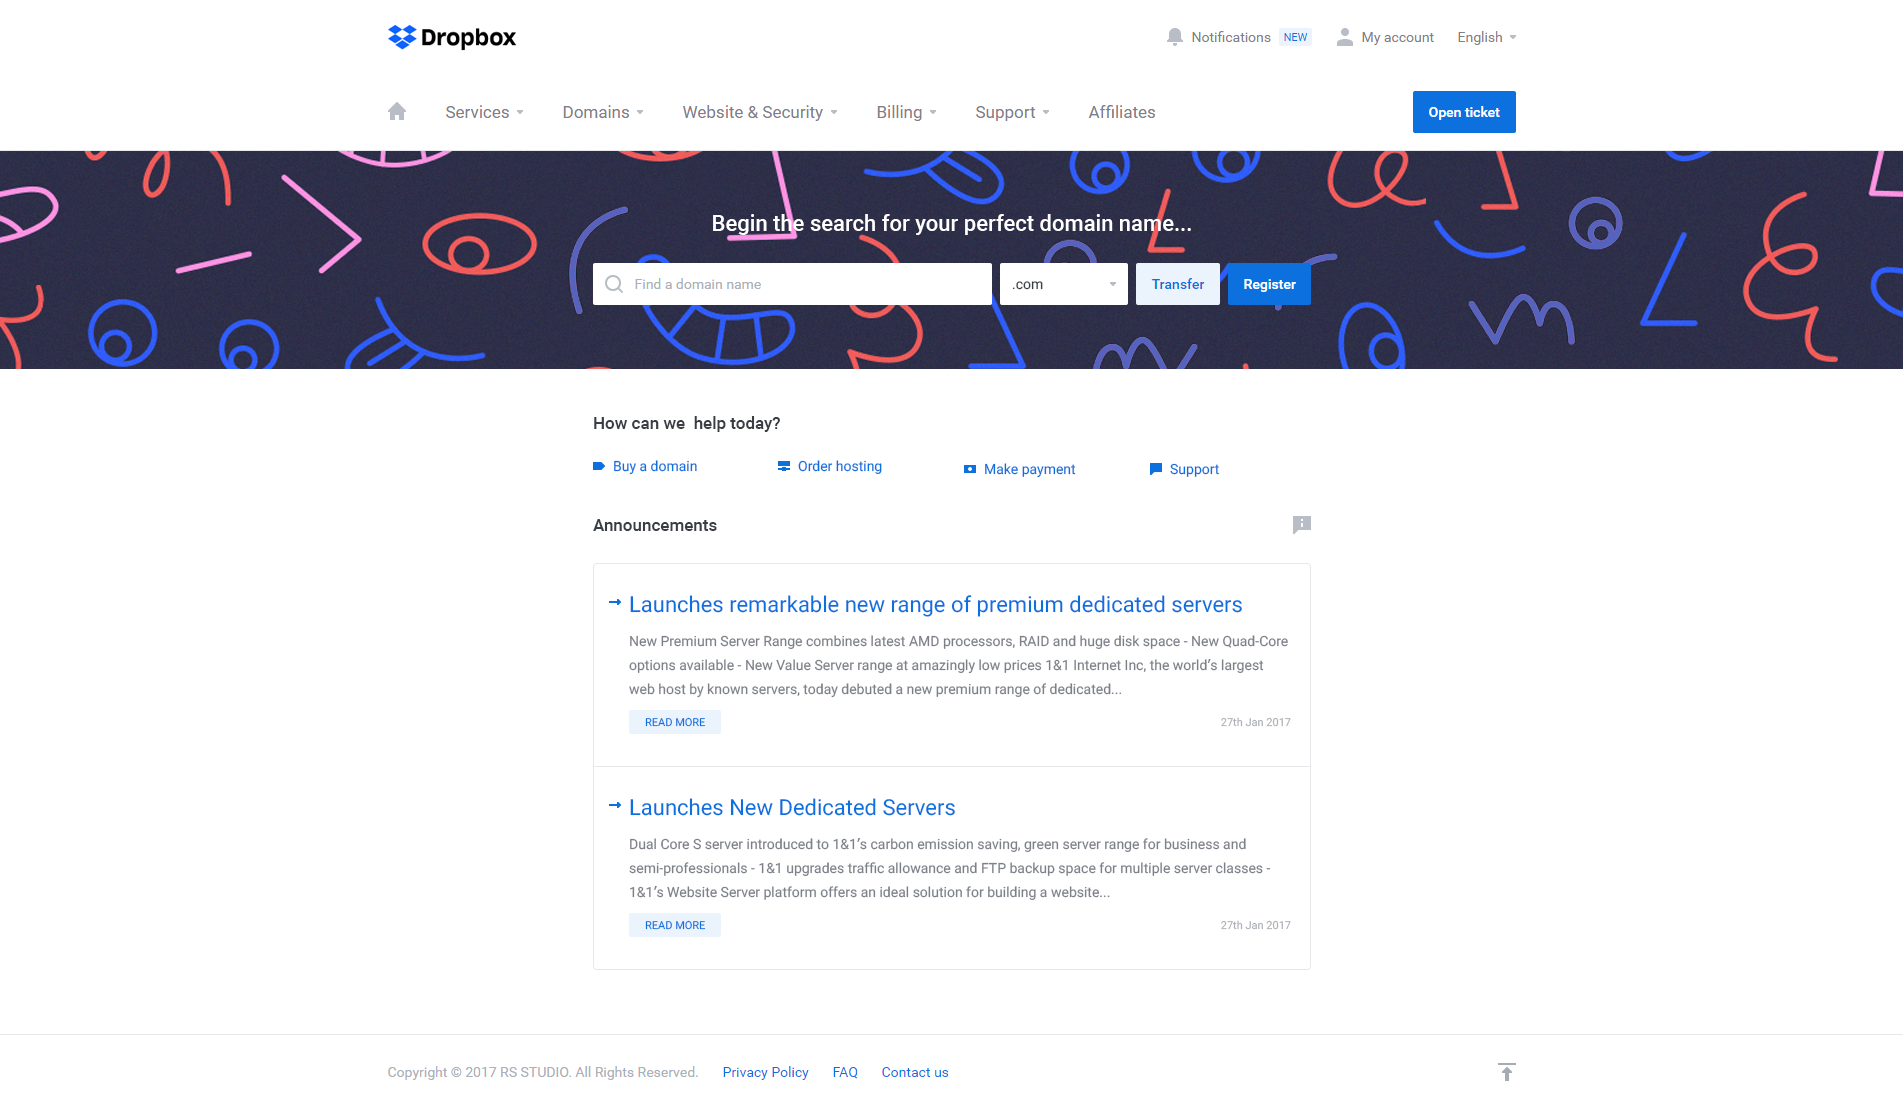 Dropbox
Notifications NEW My account English
Services Domains Website & Security Billing Support Affiliates Open ticket
Begin the search for your perfect domain name...
Find a domain name .com Transfer Register
How can we  help today?
Buy a domain Order hosting Make payment Support
Announcements
Launches remarkable new range of premium dedicated servers
New Premium Server Range combines latest AMD processors, RAID and huge disk space - New Quad-Core
options available - New Value Server range at amazingly low prices 1&1 Internet Inc, the world’s largest
web host by known servers, today debuted a new premium range of dedicated...
READ MORE 27th Jan 2017
Launches New Dedicated Servers
Dual Core S server introduced to 1&1’s carbon emission saving, green server range for business and
semi-professionals - 1&1 upgrades traffic allowance and FTP backup space for multiple server classes -
1&1’s Website Server platform offers an ideal solution for building a website...
READ MORE 27th Jan 2017
Copyright © 2017 RS STUDIO. All Rights Reserved. Privacy Policy FAQ Contact us